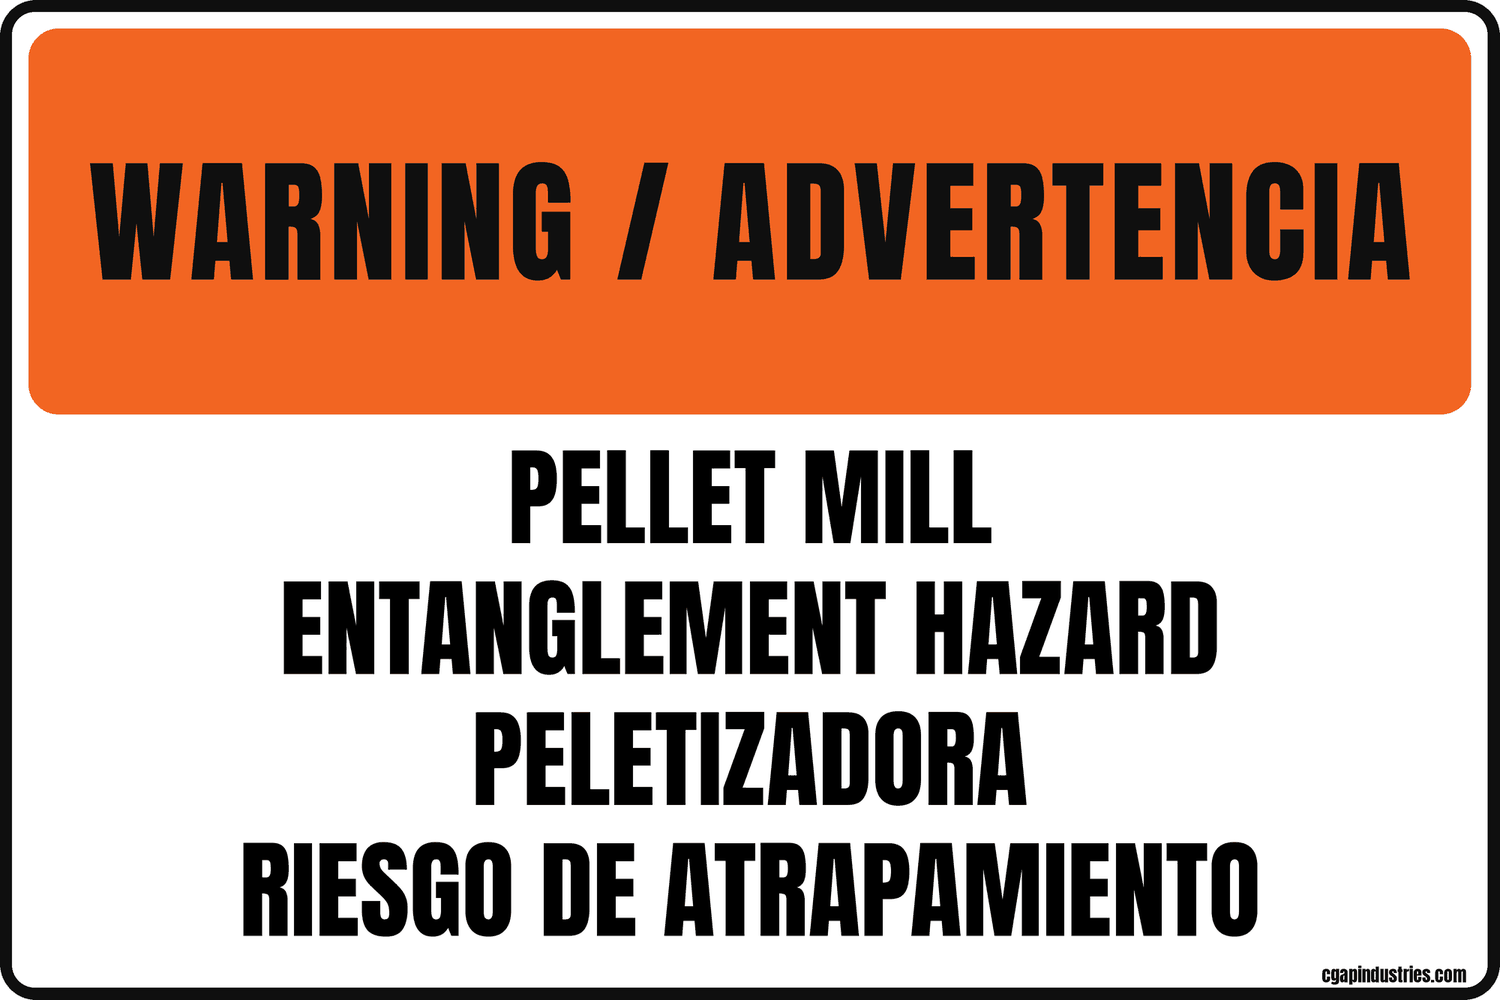 WARNING / ADVERTENCIA
PELLET MILL
ENTANGLEMENT HAZARD
PELETIZADORA
RIESGO DE ATRAPAMIENTO
cgapindustries.com